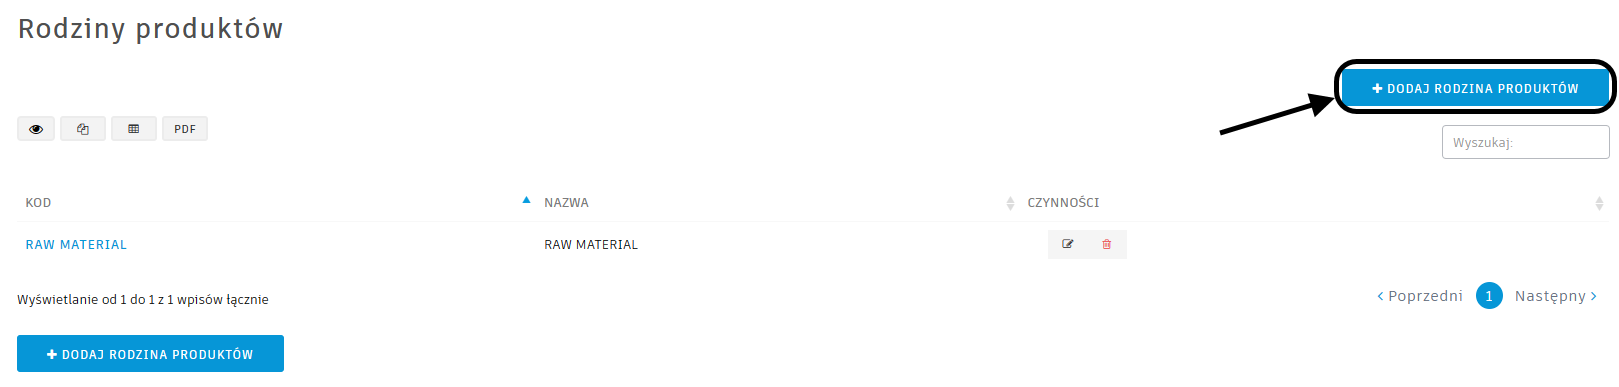 Rodziny produktów
DODAJ RODZINA PRODUKTÓW
PDF
Wyszukaj:
KOD NAZWA CZYNNOŚCI
RAW MATERIAL RAW MATERIAL
Wyświetlanie od 1 do 1 z 1 wpisów łącznie
Poprzedni 1 Następny
DODAJ RODZINA PRODUKTÓW